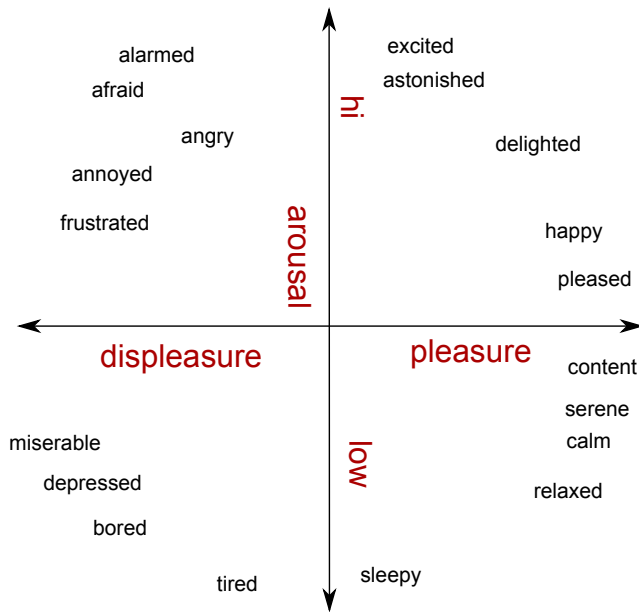 excited
alarmed
astonished
afraid
hi
angry
delighted
annoyed
frustrated
happy
arousal
pleased
displeasure
pleasure
content
serene
miserable
calm
low
depressed
relaxed
bored
sleepy
tired